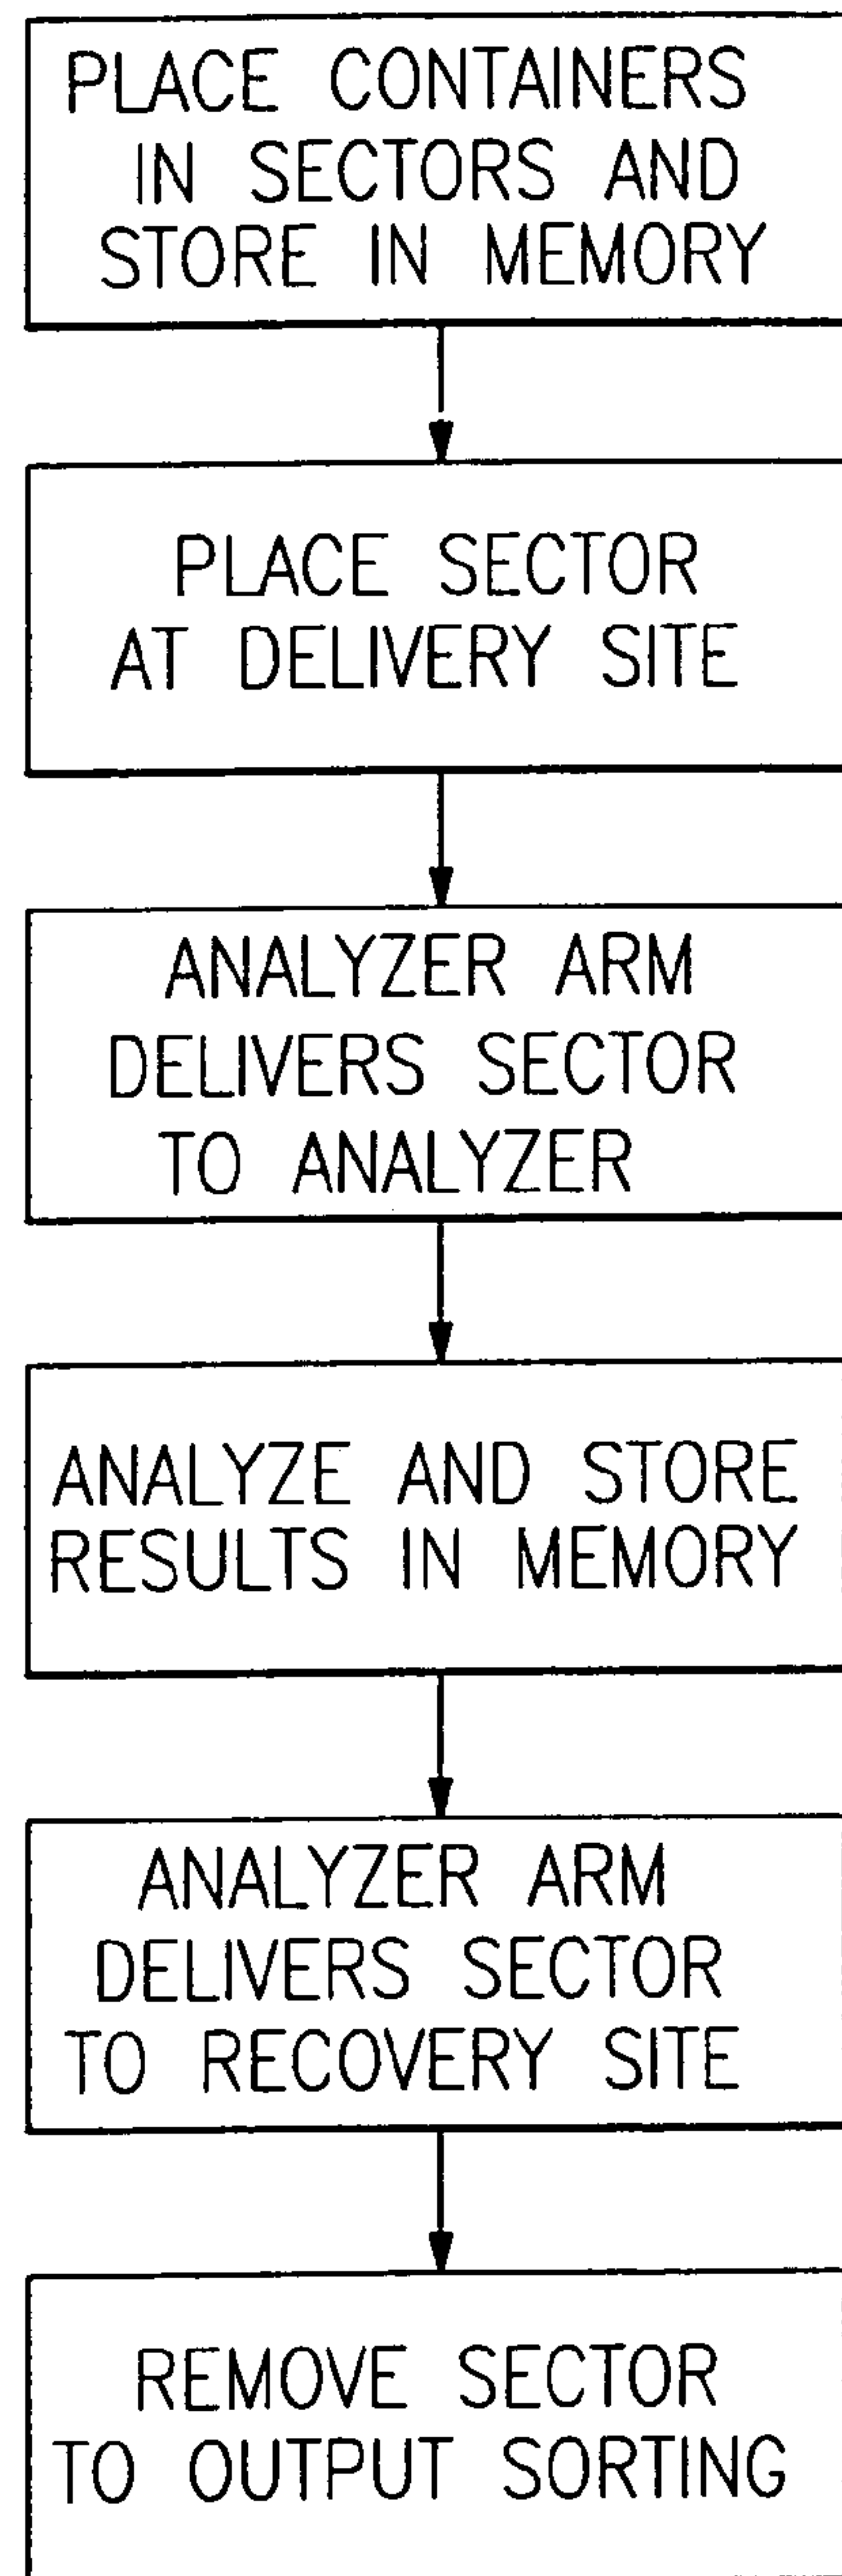 PLACE CONTAINERS
IN SECTORS AND
STORE IN MEMORY
PLACE SECTOR
AT DELIVERY SITE
ANALYZER ARM
DELIVERS SECTOR
TO ANALYZER
ANALYZE AND STORE
RESULTS IN MEMORY
ANALYZER ARM
DELIVERS SECTOR
TO RECOVERY SITE
REMOVE SECTOR
TO OUTPUT SORTING